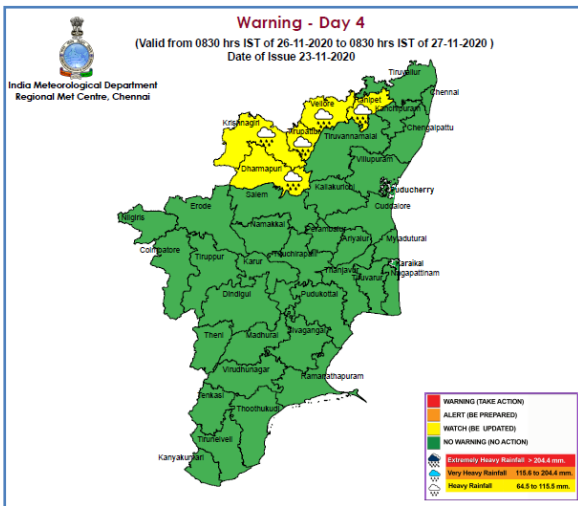 Warning - Day 4
(Valid from 0830 hrs IST of 26-11-2020 to 0830 hrs IST of 27-11-2020 )
Date of Issue 23-11-2020
India Meteorological Department
Regional Met Centre, Chennai
Tiruvallur
Chennai
Vellore
Ranipet
Kanchipuram
Krishnagiri
Chengalpattu
Tirupattur
Tiruvannamalai
Villupuram
Dharmapuri
Kallakurichi
Puducherry
Salem
Cuddalore
Erode
Nilgiris
Namakkal
Perambalur
Ariyalur
Myladutural
Coimbatore
Tiruppur
Karur
Tiruchirapalli
Karaikal
Thanjavur
Nagapattinam
Tiruvarur
Dindigul
Pudukottai
Sivagangai
Theni
Madhurai
Virudhunagar
Ramanathapuram
Tenkasi
Thoothukudi
Tirunelveli
Kanyakumari
WARNING (TAKE ACTION)
ALERT (BE PREPARED)
WATCH (BE UPDATED)
NO WARNING (NO ACTION)
Extremely Heavy Rainfall > 204.4 mm.
Very Heavy Rainfall 115.6 to 204.4 mm.
Heavy Rainfall 64.5 to 115.5 mm.